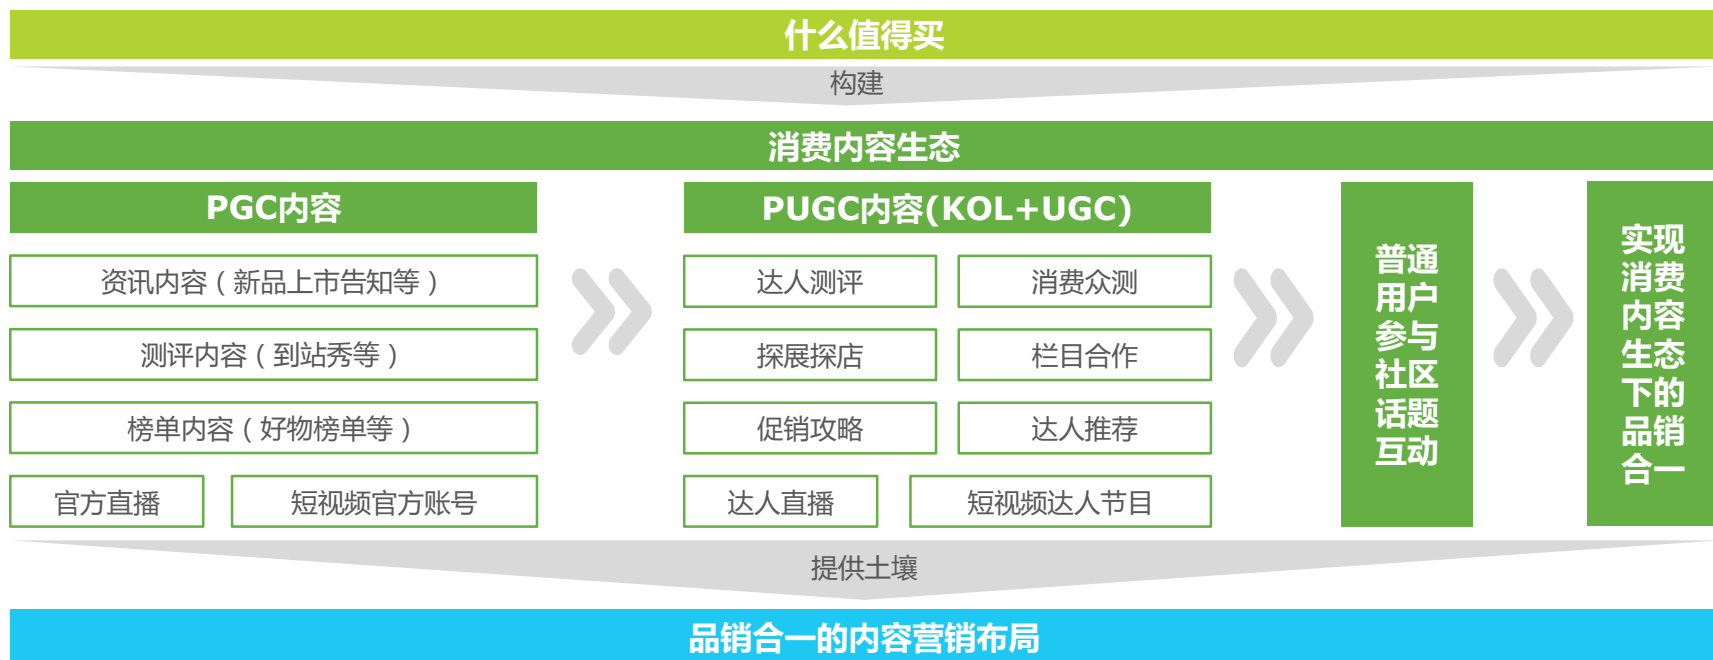 什么值得买
构建
消费内容生态
PGC内容
资讯内容（新品上市告知等）
测评内容（到站秀等）
榜单内容（好物榜单等）
官方直播
短视频官方账号
PUGC内容(KOL+UGC)
达人测评
消费众测
探展探店
栏目合作
促销攻略
达人推荐
达人直播
短视频达人节目
普通
用户
参与
社区
话题
互动
实现
消费
内容
生态
下的
品销
合一
提供土壤
品销合一的内容营销布局